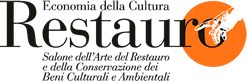 Economia della Cultura
Restauro
Salone dell'Arte del Restauro
e della Conservazione dei
Beni Culturali e Ambientali